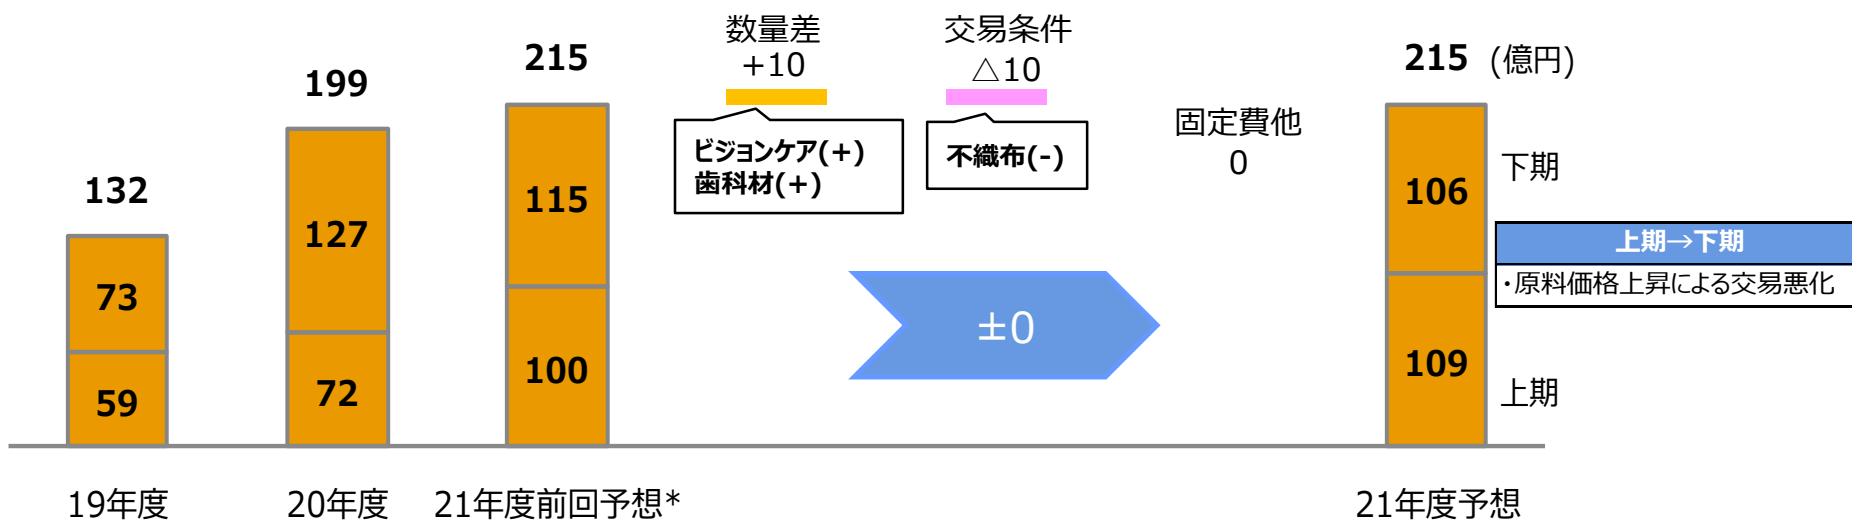 数量差
+10
交易条件
△10
132
199
215
215 (億円)
ビジョンケア(+)
歯科材(+)
不織布(-)
固定費他
0
73
59
127
72
115
100
±0
106
109
下期
上期
上期→下期
・原料価格上昇による交易悪化
19年度
20年度
21年度前回予想*
21年度予想